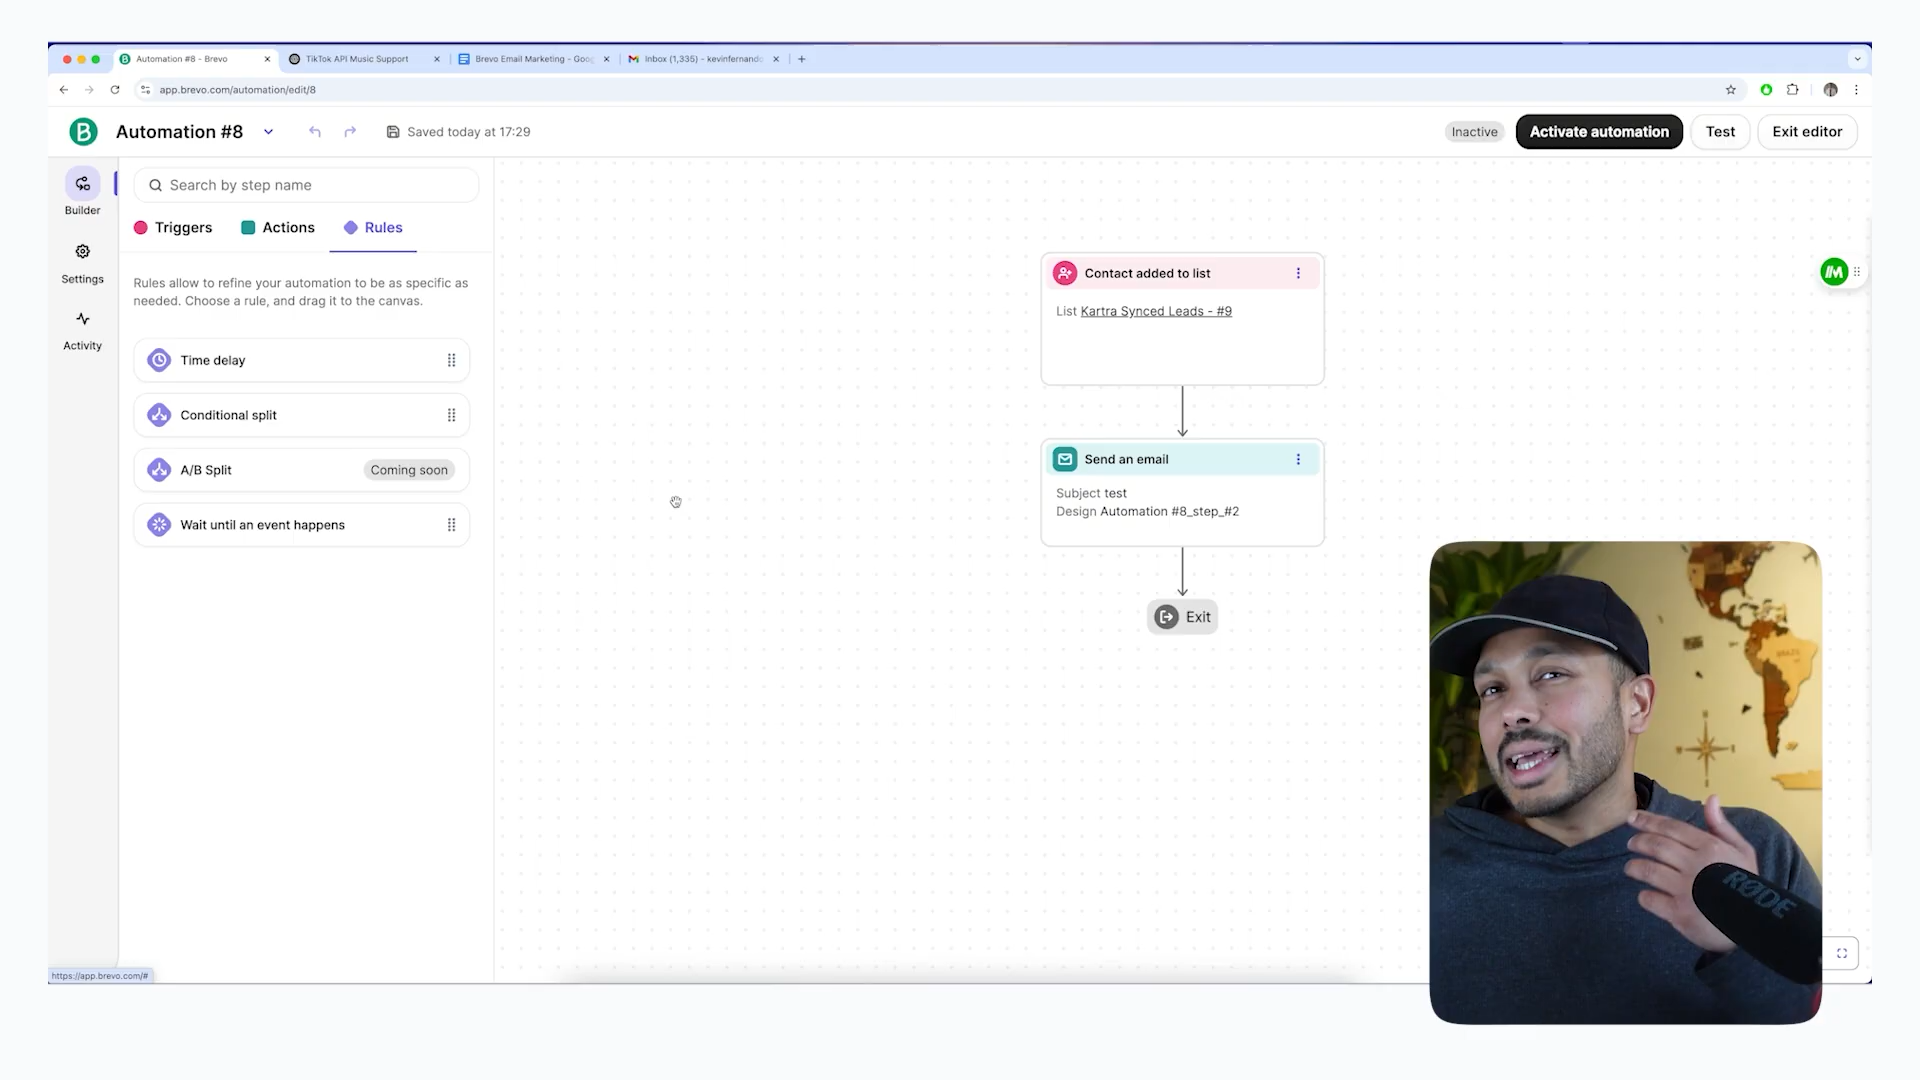 Automation #8 - Brevo
TikTok API Music Support
Brevo Email Marketing - Goo
Inbox (1,335) - kevinfernando
app.brevo.com/automation/edit/8
B
Automation #8
Saved today at 17:29
Inactive
Activate automation
Test
Exit editor
Builder
Settings
Activity
Search by step name
Triggers
Actions
Rules
Rules allow to refine your automation to be as specific as
needed. Choose a rule, and drag it to the canvas.
Time delay
Conditional split
A/B Split
Coming soon
Wait until an event happens
Contact added to list
List Kartra Synced Leads - #9
Send an email
Subject test
Design Automation #8_step_#2
Exit
BRAZIL
RØDE
https://app.brevo.com/#